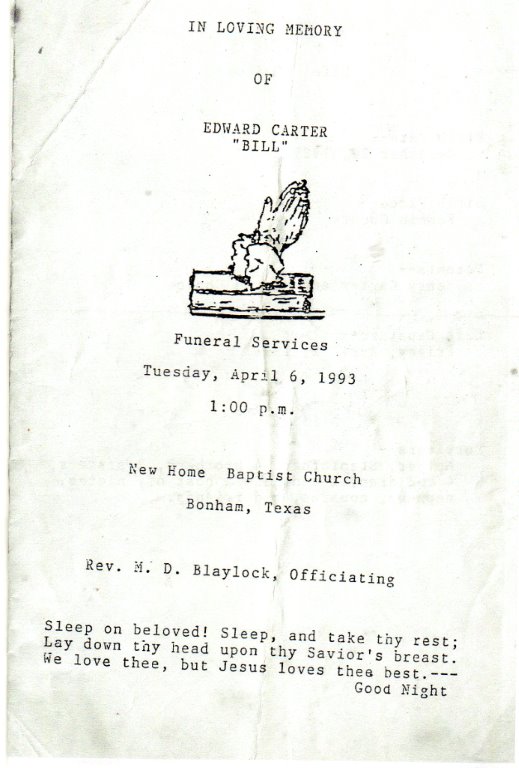 IN LOVING MEMORY
OF
EDWARD CARTER
"BILL"
Funeral Services
Tuesday, April 6, 1993
1:00 p.m.
New Home Baptist Church
Bonham, Texas
Rev. M. D. Blaylock, Officiating
Sleep on beloved! Sleep, and take thy rest;
Lay down thy head upon thy Savior's breast.
We love thee, but Jesus loves thee best.---
Good Night